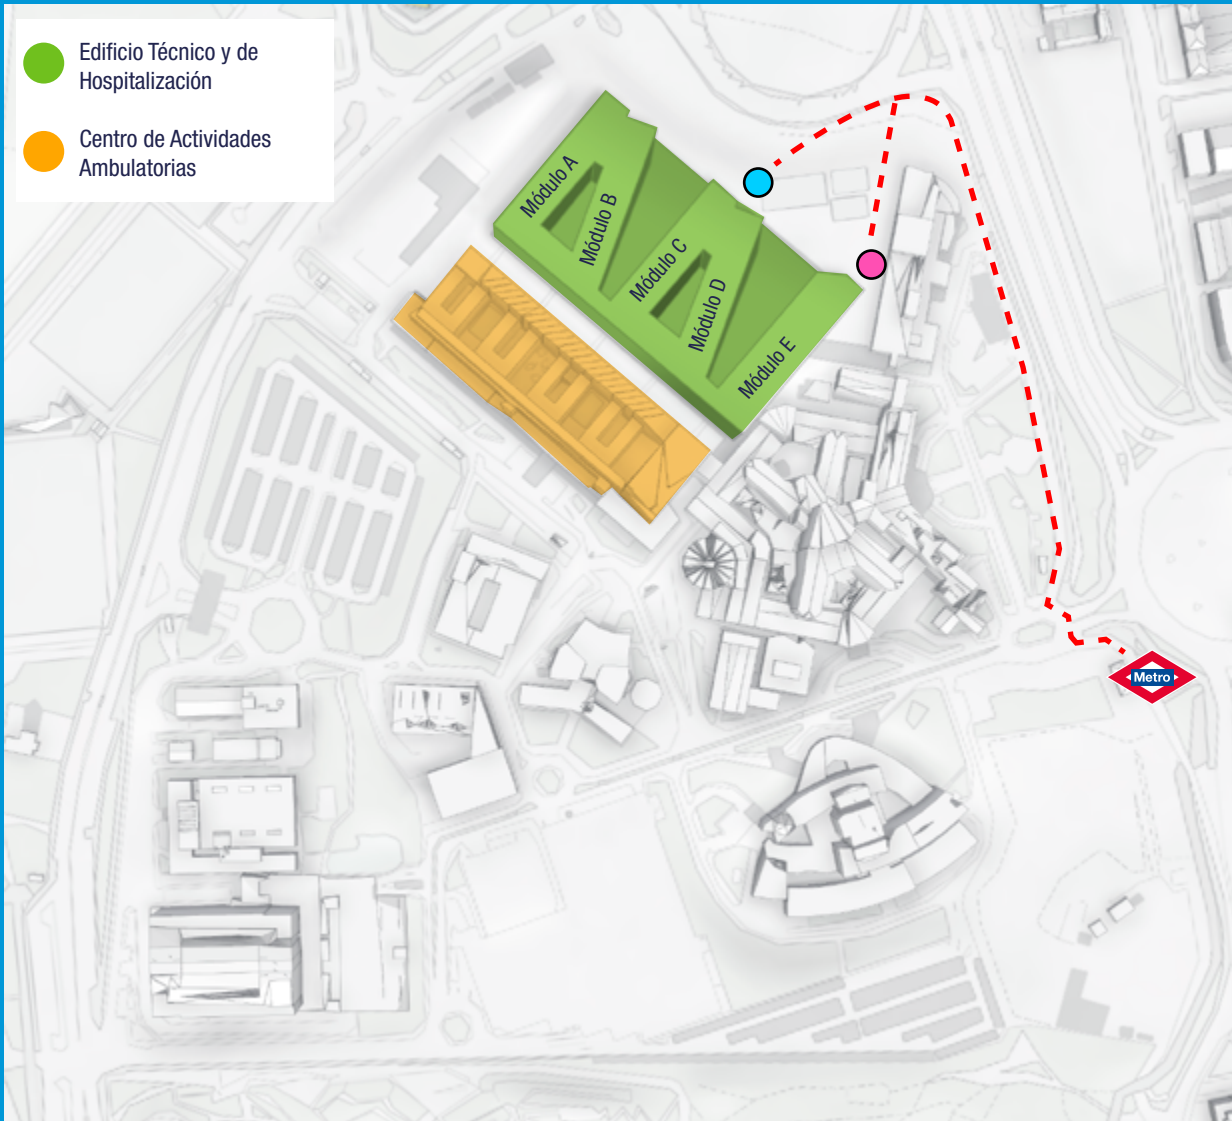 Edificio Técnico y de
Hospitalización
Centro de Actividades
Ambulatorias
Módulo A
Módulo B
Módulo C
Módulo D
Módulo E
Metro